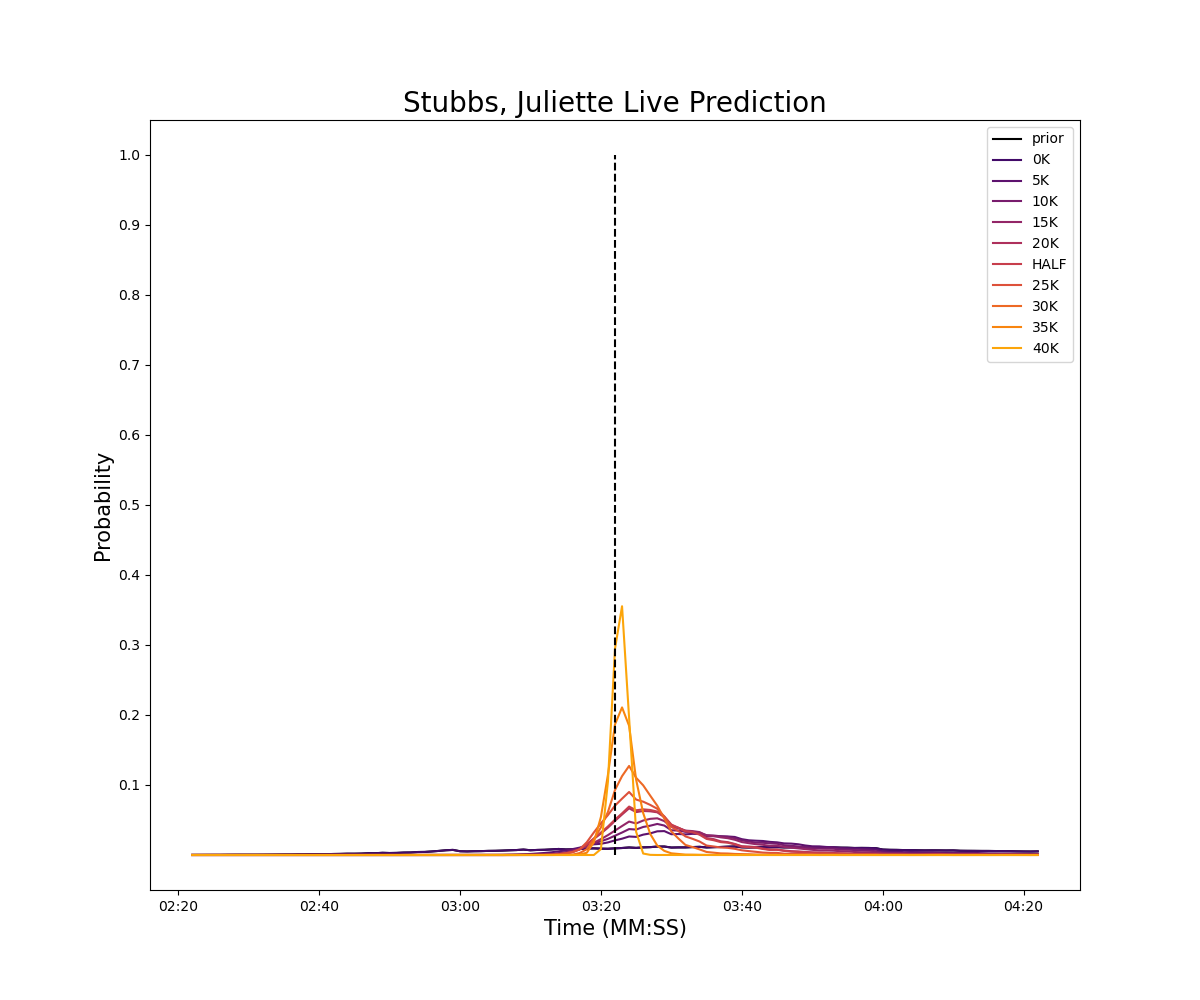 Stubbs, Juliette Live Prediction
prior
0K
5K
10K
15K
20K
HALF
25K
30K
35K
40K
1.0
0.9
0.8
0.7
0.6
0.5
0.4
0.3
0.2
0.1
Probability
02:20 02:40 03:00 03:20 03:40 04:00 04:20
Time (MM:SS)